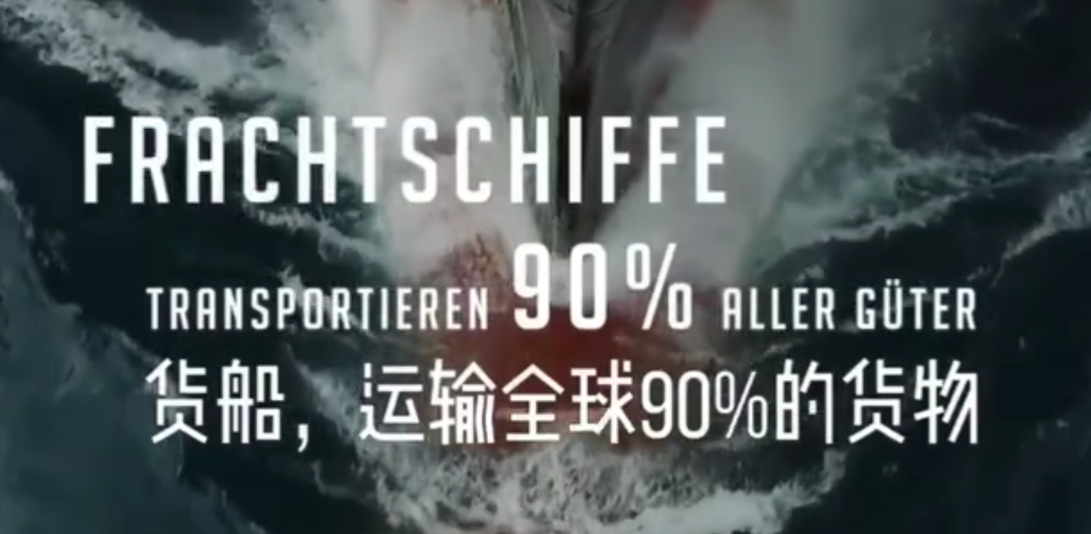 FRACHTSCHIFFE
TRANSPORTIEREN 90% ALLER GÜTER
货船，运输全球90%的货物